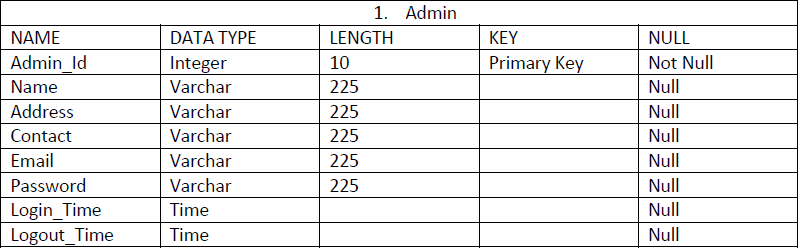 1. Admin
NAME DATA TYPE LENGTH KEY NULL
Admin_Id Integer 10 Primary Key Not Null
Name Varchar 225 Null
Address Varchar 225 Null
Contact Varchar 225 Null
Email Varchar 225 Null
Password Varchar 225 Null
Login_Time Time Null
Logout_Time Time Null